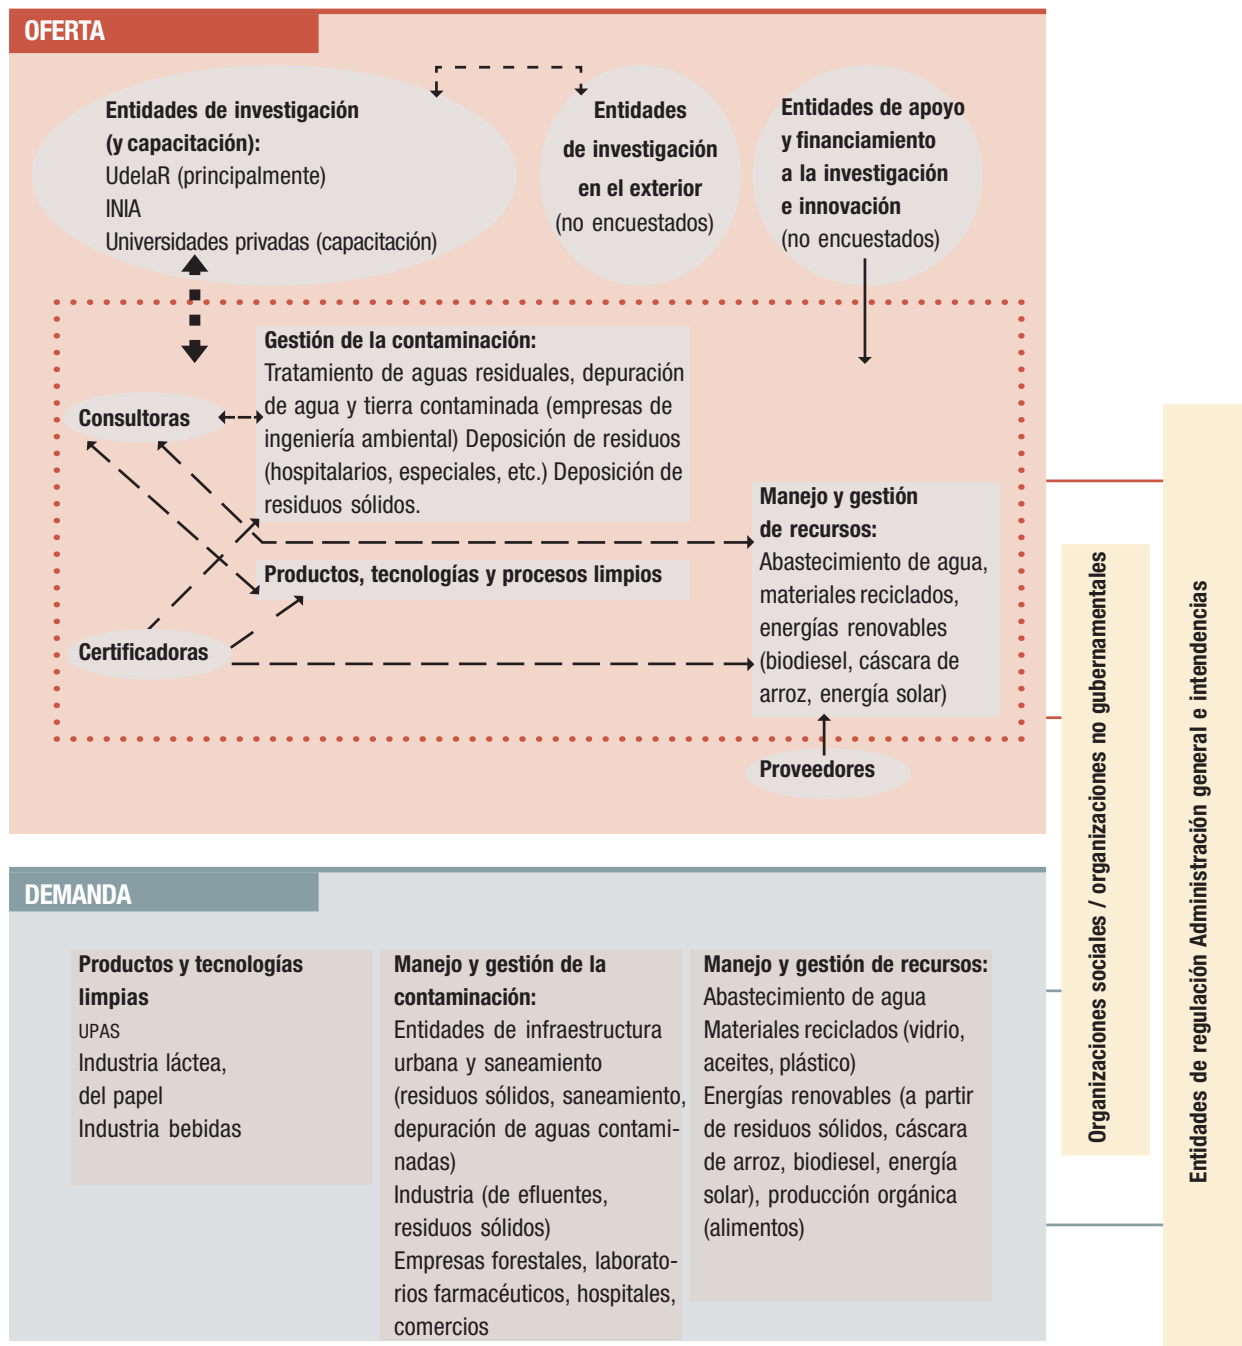 OFERTA
Entidades de investigación
(y capacitación):
UdelaR (principalmente)
INIA
Universidades privadas (capacitación)
Entidades
de investigación
en el exterior
(no encuestados)
Entidades de apoyo
y financiamiento
a la investigación
e innovación
(no encuestados)
Gestión de la contaminación:
Tratamiento de aguas residuales, depuración
de agua y tierra contaminada (empresas de
ingeniería ambiental) Deposición de residuos
(hospitalarios, especiales, etc.) Deposición de
residuos sólidos.
Consultoras
Manejo y gestión
de recursos:
Abastecimiento de agua,
materiales reciclados,
energías renovables
(biodiesel, cáscara de
arroz, energía solar)
Productos, tecnologías y procesos limpios
Certificadoras
Proveedores
DEMANDA
Productos y tecnologías
limpias
UPAS
Industria láctea,
del papel
Industria bebidas
Manejo y gestión de la
contaminación:
Entidades de infraestructura
urbana y saneamiento
(residuos sólidos, saneamiento,
depuración de aguas contami-
nadas)
Industria (de efluentes,
residuos sólidos)
Empresas forestales, laborato-
rios farmacéuticos, hospitales,
comercios
Manejo y gestión de recursos:
Abastecimiento de agua
Materiales reciclados (vidrio,
aceites, plástico)
Energías renovables (a partir
de residuos sólidos, cáscara
de arroz, biodiesel, energía
solar), producción orgánica
(alimentos)
Organizaciones sociales / organizaciones no gubernamentales
Entidades de regulación Administración general e intendencias